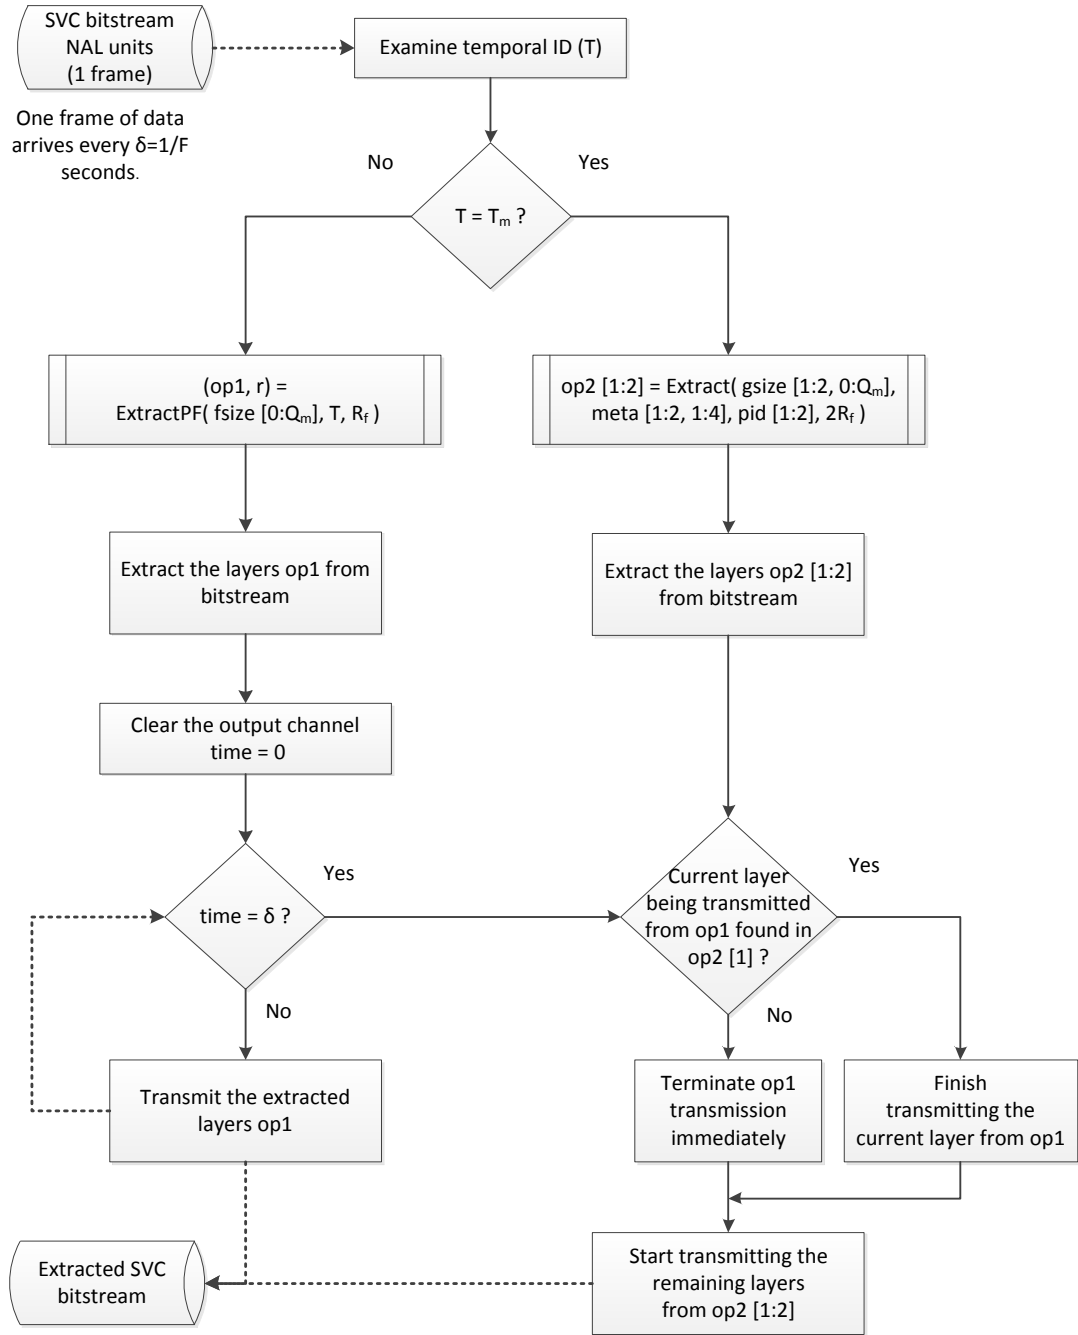 SVC bitstream
NAL units
(1 frame)
Examine temporal ID (T)
One frame of data
arrives every δ=1/F
seconds.
No
Yes
T = Tm ?
(op1, r) =
ExtractPF( fsize [0:Qm], T, Rf )
op2 [1:2] = Extract( gsize [1:2, 0:Qm],
meta [1:2, 1:4], pid [1:2], 2Rf )
Extract the layers op1 from
bitstream
Extract the layers op2 [1:2]
from bitstream
Clear the output channel
time = 0
time = δ ?
Yes
No
Current layer
being transmitted
from op1 found in
op2 [1] ?
Yes
No
Transmit the extracted
layers op1
Terminate op1
transmission
immediately
Finish
transmitting the
current layer from op1
Extracted SVC
bitstream
Start transmitting the
remaining layers
from op2 [1:2]